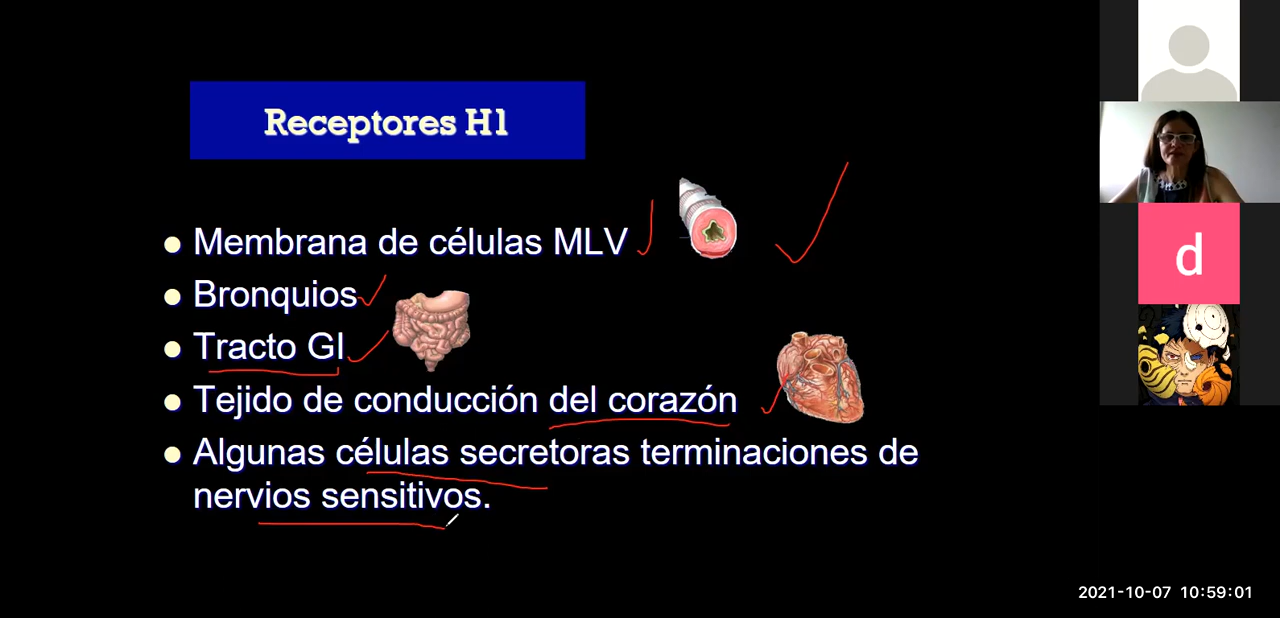 Receptores H1
Membrana de células MLV
Bronquios
Tracto GI
Tejido de conducción del corazón
Algunas células secretoras terminaciones de
nervios sensitivos.
d
2021-10-07 10:59:01